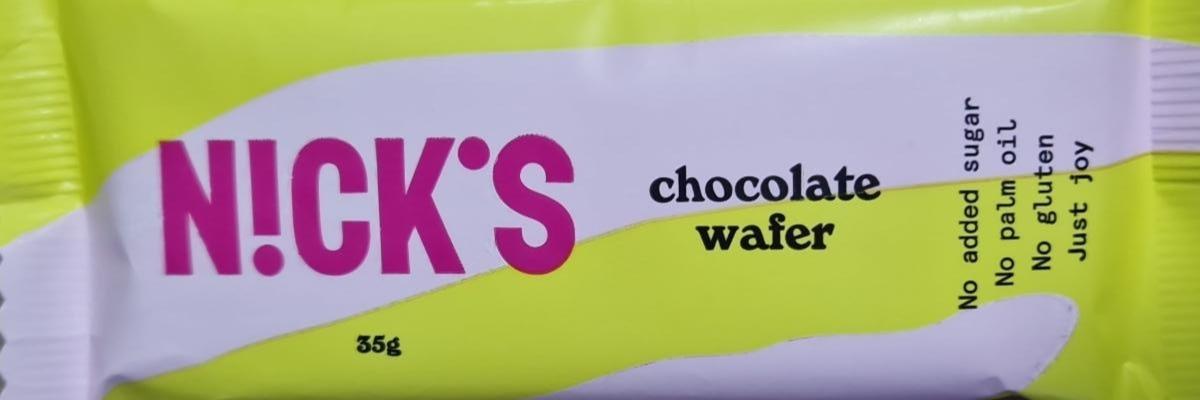 N!CK'S
chocolate
wafer
35g
No added sugar
No palm oil
No gluten
Just joy